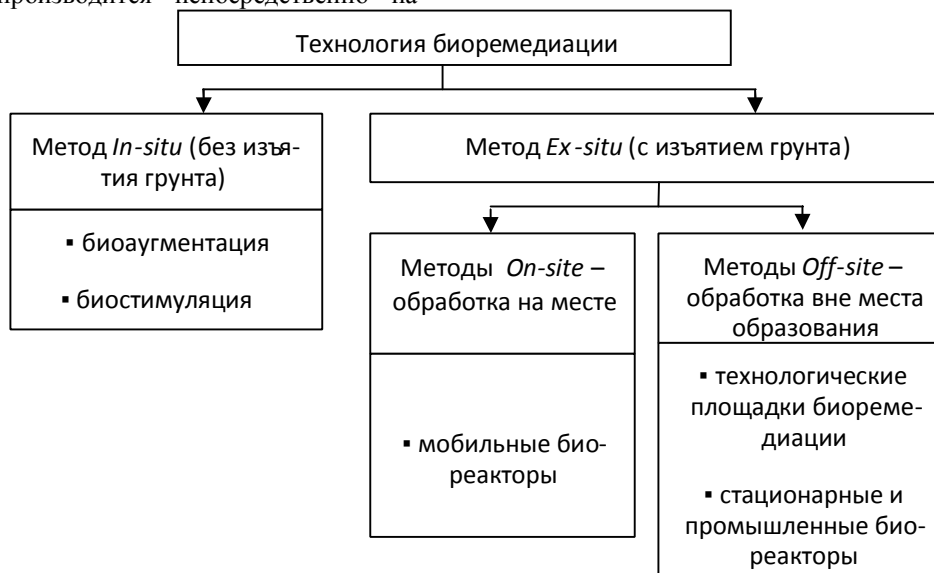 производится непосредственно на
Технология биоремедиации
Метод In-situ (без изъя-
тия грунта)
▪ биоаугментация
▪ биостимуляция
Метод Ex-situ (с изъятием грунта)
Методы On-site –
обработка на месте
▪ мобильные био-
реакторы
Методы Off-site –
обработка вне места
образования
▪ технологические
площадки биореме-
диации
▪ стационарные и
промышленные био-
реакторы